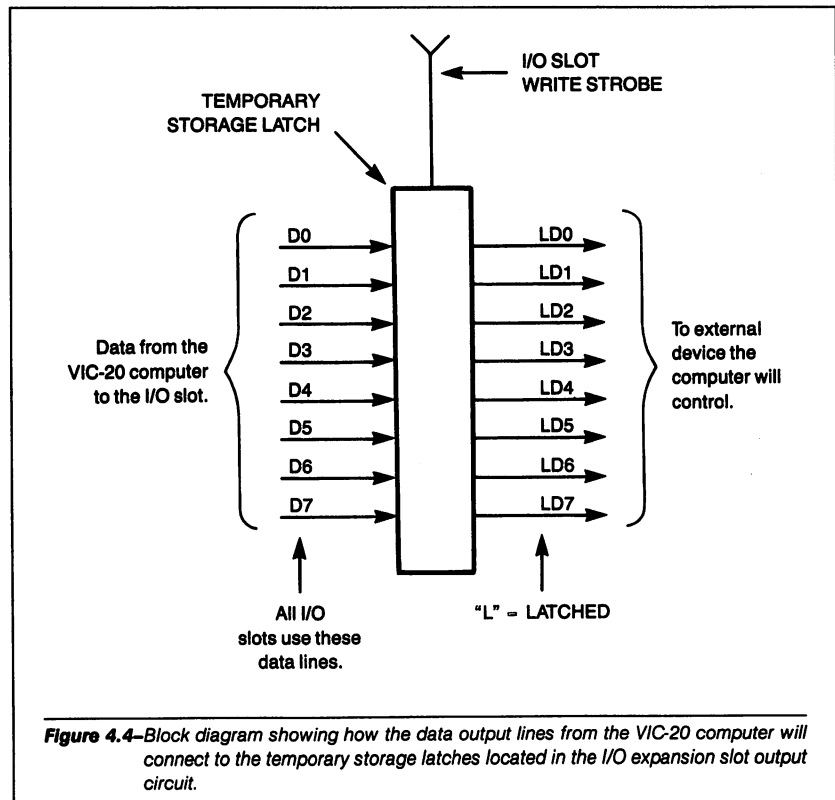 I/O SLOT
WRITE STROBE
TEMPORARY
STORAGE LATCH
D0
D1
D2
D3
D4
D5
D6
D7
LD0
LD1
LD2
LD3
LD4
LD5
LD6
LD7
Data from the
VIC-20 computer
to the I/O slot.
To external
device the
computer will
control.
All I/O
slots use these
data lines.
"L" = LATCHED
Figure 4.4–Block diagram showing how the data output lines from the VIC-20 computer will
connect to the temporary storage latches located in the I/O expansion slot output
circuit.